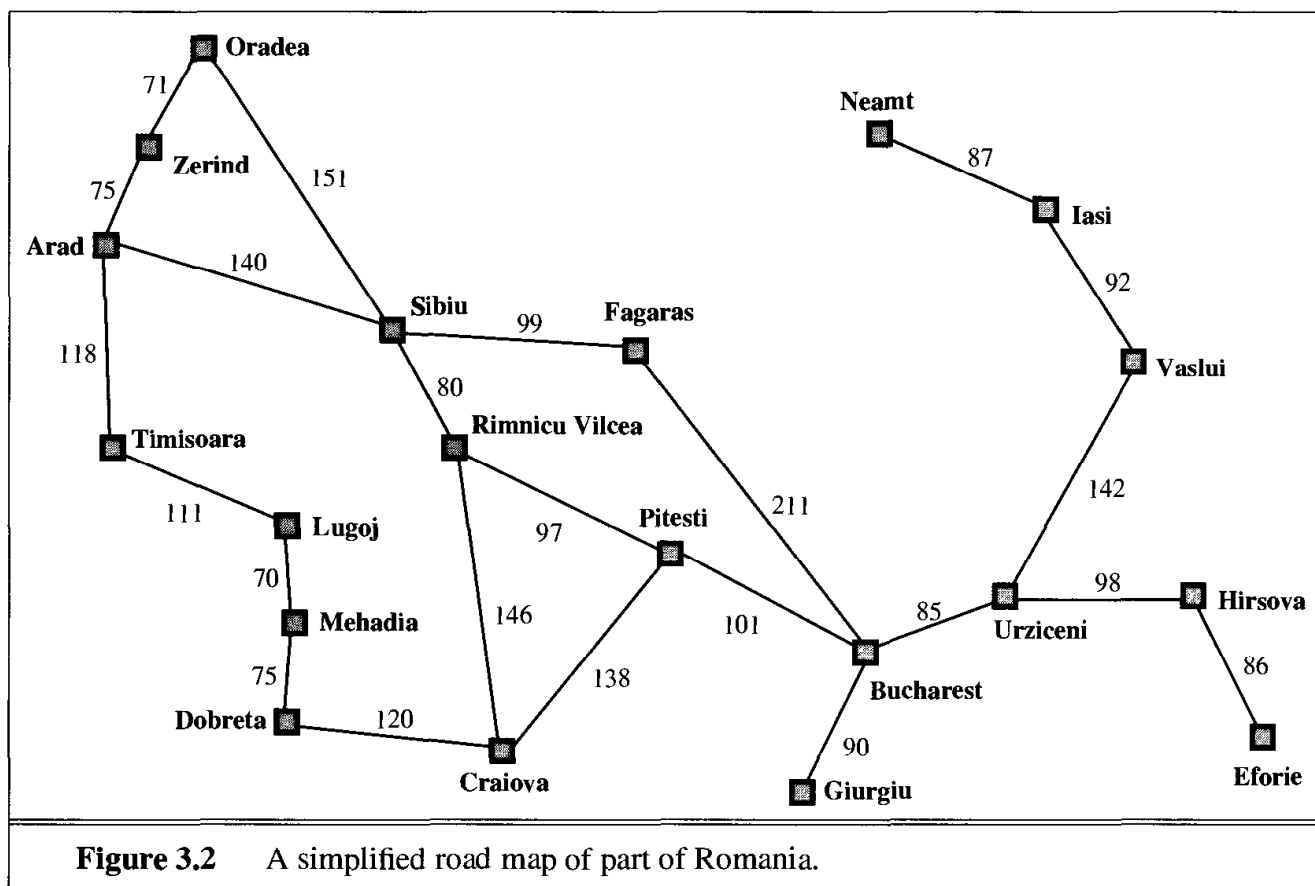 Oradea
71
Neamt
Zerind
87
151
75
Iasi
Arad
140
92
Sibiu
Fagaras
99
118
Vaslui
80
Timisoara
Rimnicu Vilcea
142
211
111
Lugoj
97
Pitesti
70
98
Hirsova
146
85
Mehadia
101
Urziceni
86
75
138
Bucharest
Dobreta
120
90
Craiova
Eforie
Giurgiu
Figure 3.2 A simplified road map of part of Romania.